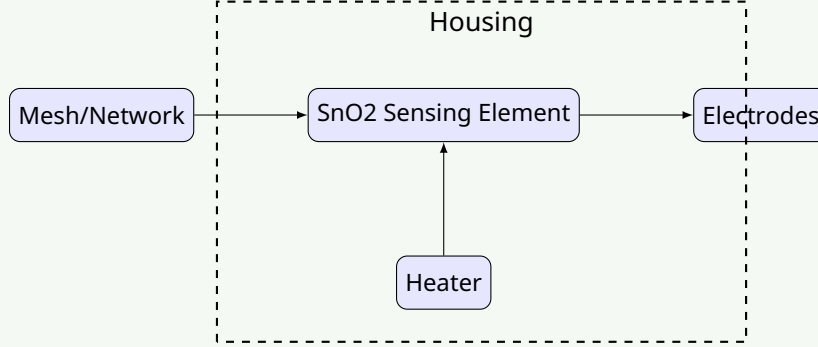 Housing
Mesh/Network
SnO2 Sensing Element
Electrodes
Heater